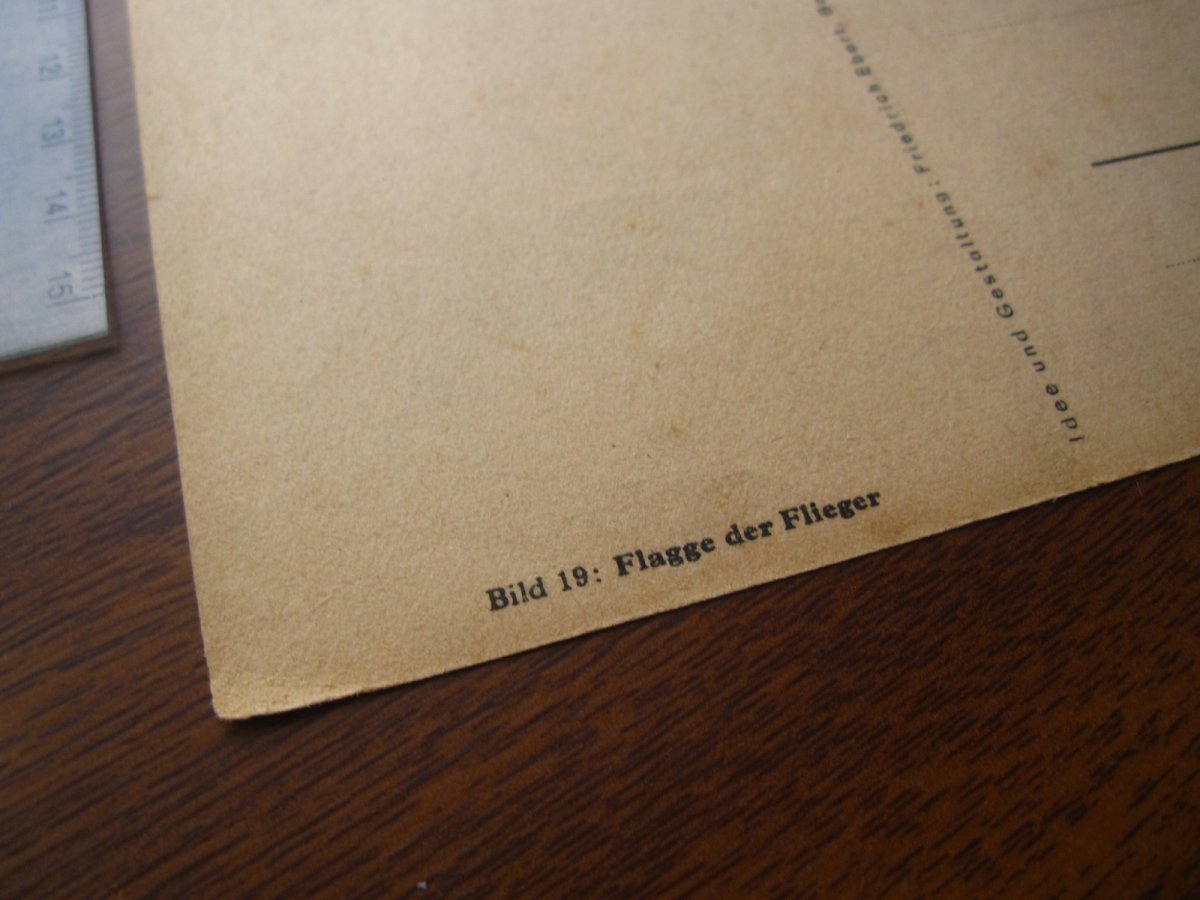 Bild 19: Flagge der Flieger
Idee und Gestaltung: Friedrich Ebert,
12
13
14
15